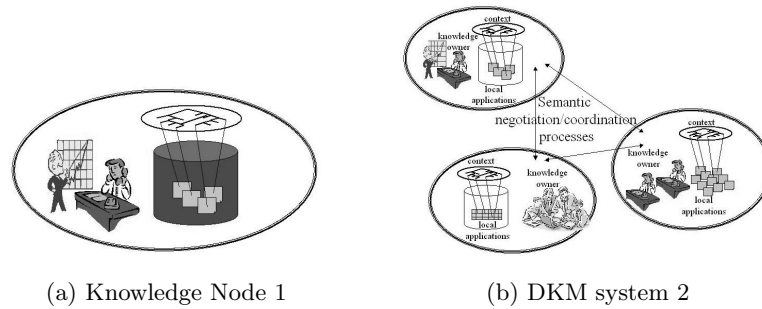 context
knowledge
owner
local
applications
Semantic
negotiation/coordination
processes
context
knowledge
owner
local
applications
context
knowledge
owner
local
applications
(a) Knowledge Node 1
(b) DKM system 2